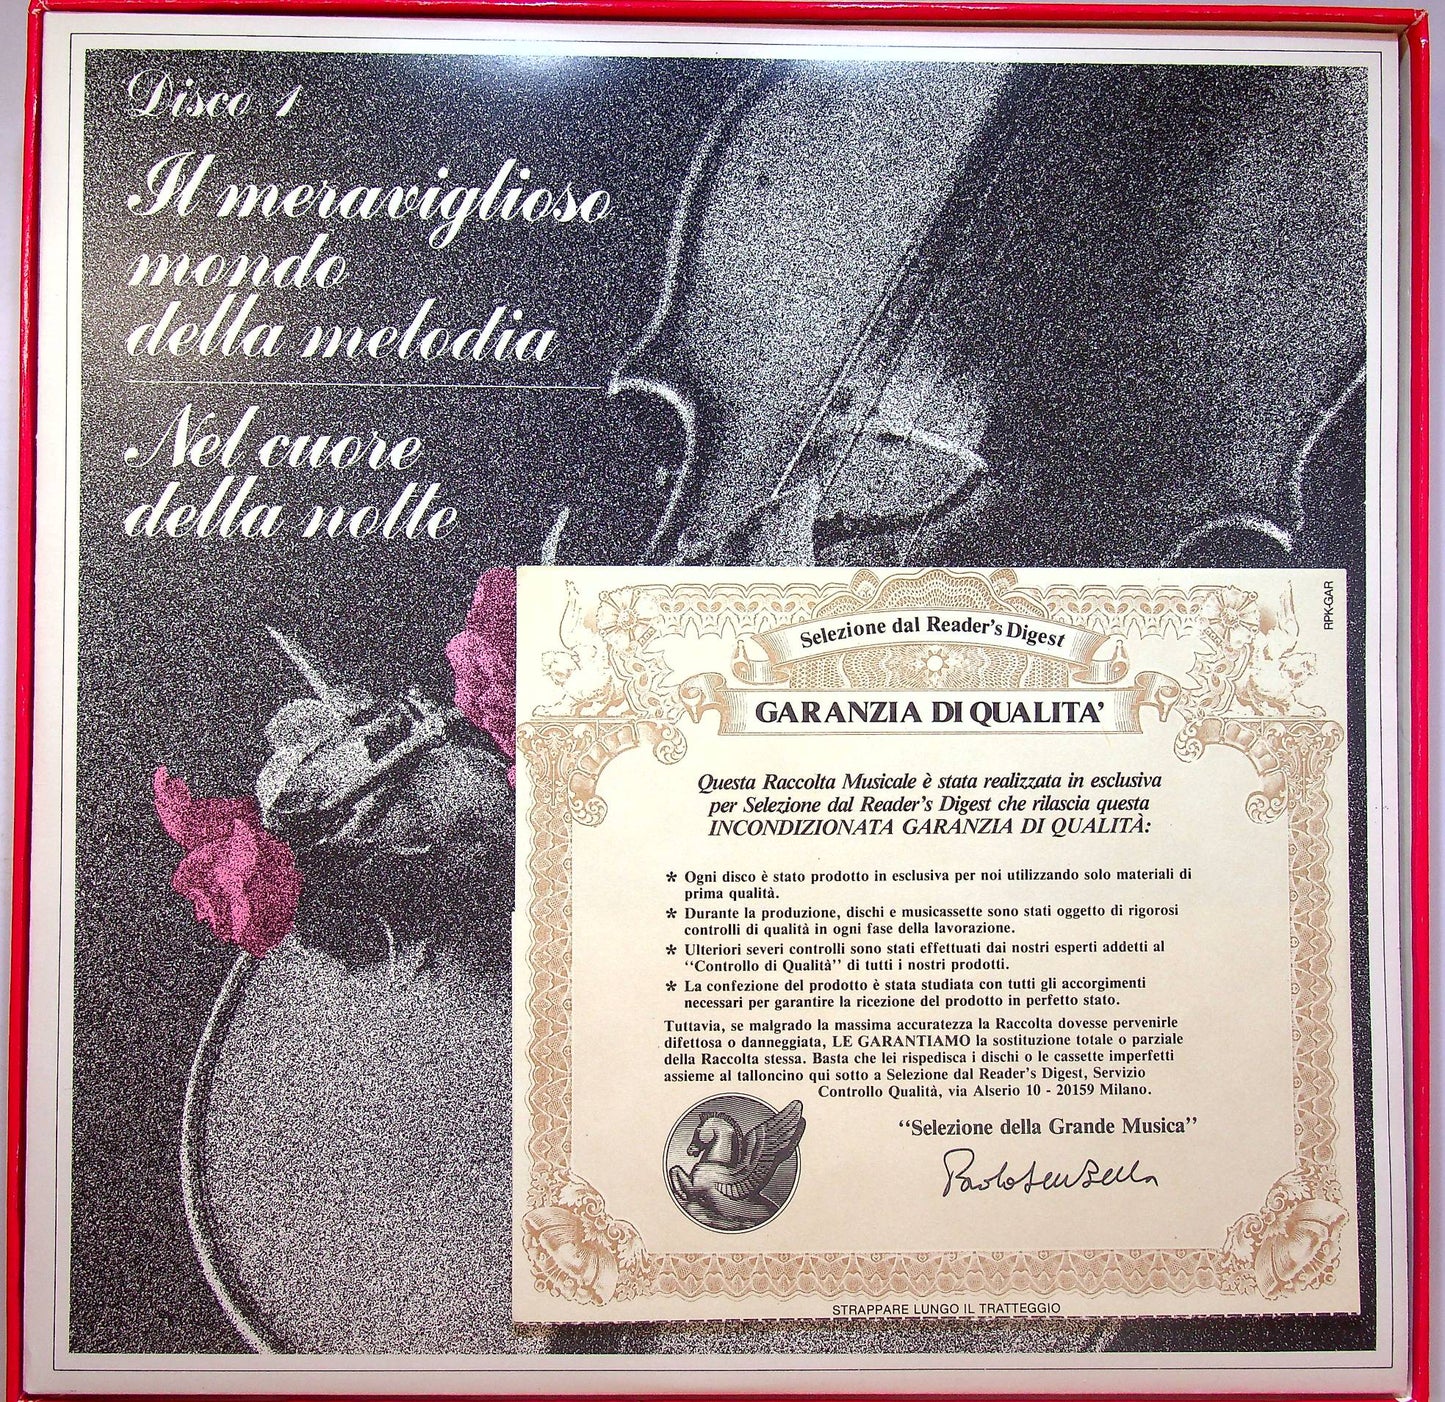 Disco 1
Il meraviglioso
mondo
della melodia
Nel cuore
della notte
RPK-GAR
Selezione dal Reader's Digest
GARANZIA DI QUALITA'
Questa Raccolta Musicale è stata realizzata in esclusiva
per Selezione dal Reader's Digest che rilascia questa
INCONDIZIONATA GARANZIA DI QUALITÀ:
* Ogni disco è stato prodotto in esclusiva per noi utilizzando solo materiali di
prima qualità.
* Durante la produzione, dischi e musicassette sono stati oggetto di rigorosi
controlli di qualità in ogni fase della lavorazione.
* Ulteriori severi controlli sono stati effettuati dai nostri esperti addetti al
“Controllo di Qualità” di tutti i nostri prodotti.
* La confezione del prodotto è stata studiata con tutti gli accorgimenti
necessari per garantire la ricezione del prodotto in perfetto stato.
Tuttavia, se malgrado la massima accuratezza la Raccolta dovesse pervenirle
difettosa o danneggiata, LE GARANTIAMO la sostituzione totale o parziale
della Raccolta stessa. Basta che lei rispedisca i dischi o le cassette imperfetti
assieme al talloncino qui sotto a Selezione dal Reader's Digest, Servizio
Controllo Qualità, via Alserio 10 - 20159 Milano.
“Selezione della Grande Musica”
STRAPPARE LUNGO IL TRATTEGGIO